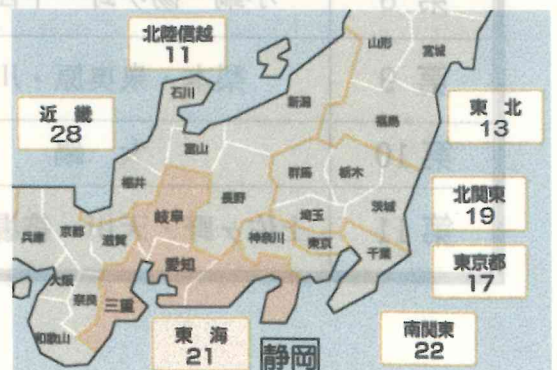 北陸信越
11
近畿
28
東北
13
北関東
19
東京都
17
南関東
22
東海
21
静岡
山形
宮城
石川
新潟
福島
富山
群馬
栃木
福井
長野
岐阜
埼玉
茨城
兵庫
京都
滋賀
神奈川
東京
千葉
愛知
大阪
奈良
三重
和歌山